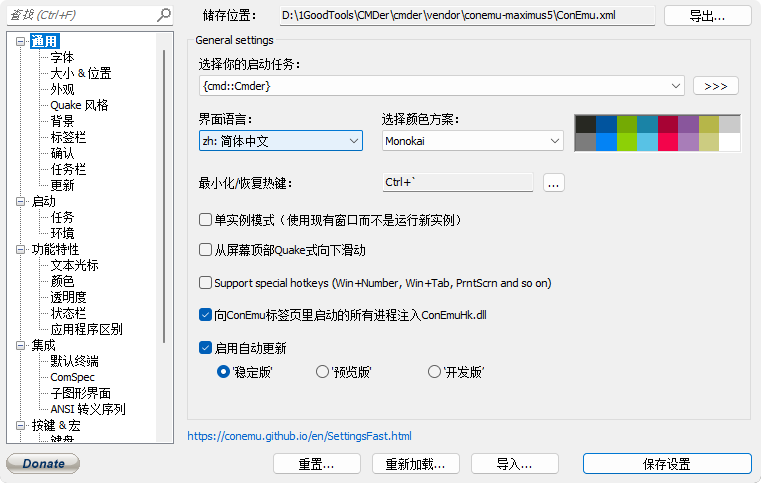 查找 (Ctrl+F)
储存位置:
D:\1GoodTools\CMDer\cmder\vendor\conemu-maximus5\ConEmu.xml
导出...
通用
字体
大小 & 位置
外观
Quake 风格
背景
标签栏
确认
任务栏
更新
启动
任务
环境
功能特性
文本光标
颜色
透明度
状态栏
应用程序区别
集成
默认终端
ComSpec
子图形界面
ANSI 转义序列
按键 & 宏
键盘
General settings
选择你的启动任务:
{cmd::Cmder}
>>>
界面语言:
选择颜色方案:
zh: 简体中文
Monokai
最小化/恢复热键:
Ctrl+`
...
单实例模式（使用现有窗口而不是运行新实例）
从屏幕顶部Quake式向下滑动
Support special hotkeys (Win+Number, Win+Tab, PrntScrn and so on)
向ConEmu标签页里启动的所有进程注入ConEmuHk.dll
启用自动更新
'稳定版'
'预览版'
'开发版'
https://conemu.github.io/en/SettingsFast.html
Donate
重置...
重新加载...
导入...
保存设置